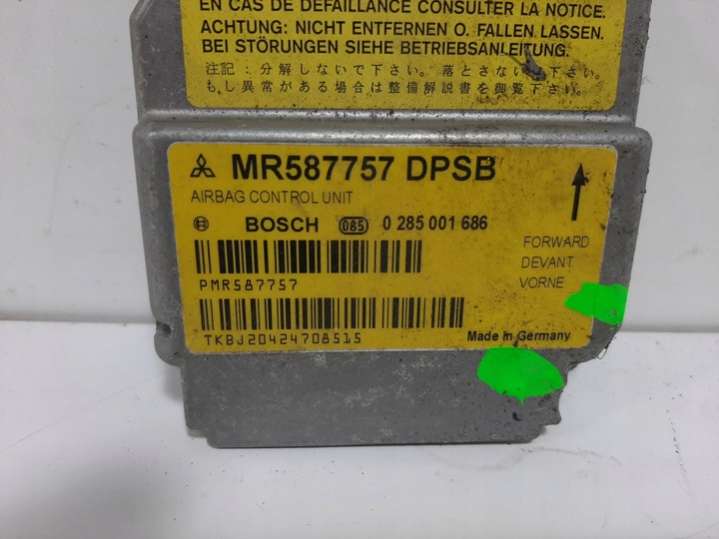 EN CAS DE DÉFAILLANCE CONSULTER LA NOTICE.
ACHTUNG: NICHT ENTFERNEN O. FALLEN LASSEN.
BEI STÖRUNGEN SIEHE BETRIEBSANLEITUNG.
注記：分解しないで下さい。落とさないで下さい。
もし異常がある場合は整備解説書を御覧下さい。
MR587757 DPSB
AIRBAG CONTROL UNIT
BOSCH 085 0 285 001 686
FORWARD
DEVANT
VORNE
PMR587757
TKBJ20424708515
Made in Germany